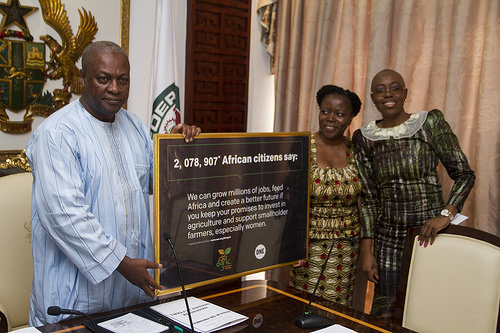 2, 078, 907* African citizens say:
We can grow millions of jobs, feed
Africa and create a better future if
you keep your promises to invest in
agriculture and support smallholder
farmers, especially women.
ONE